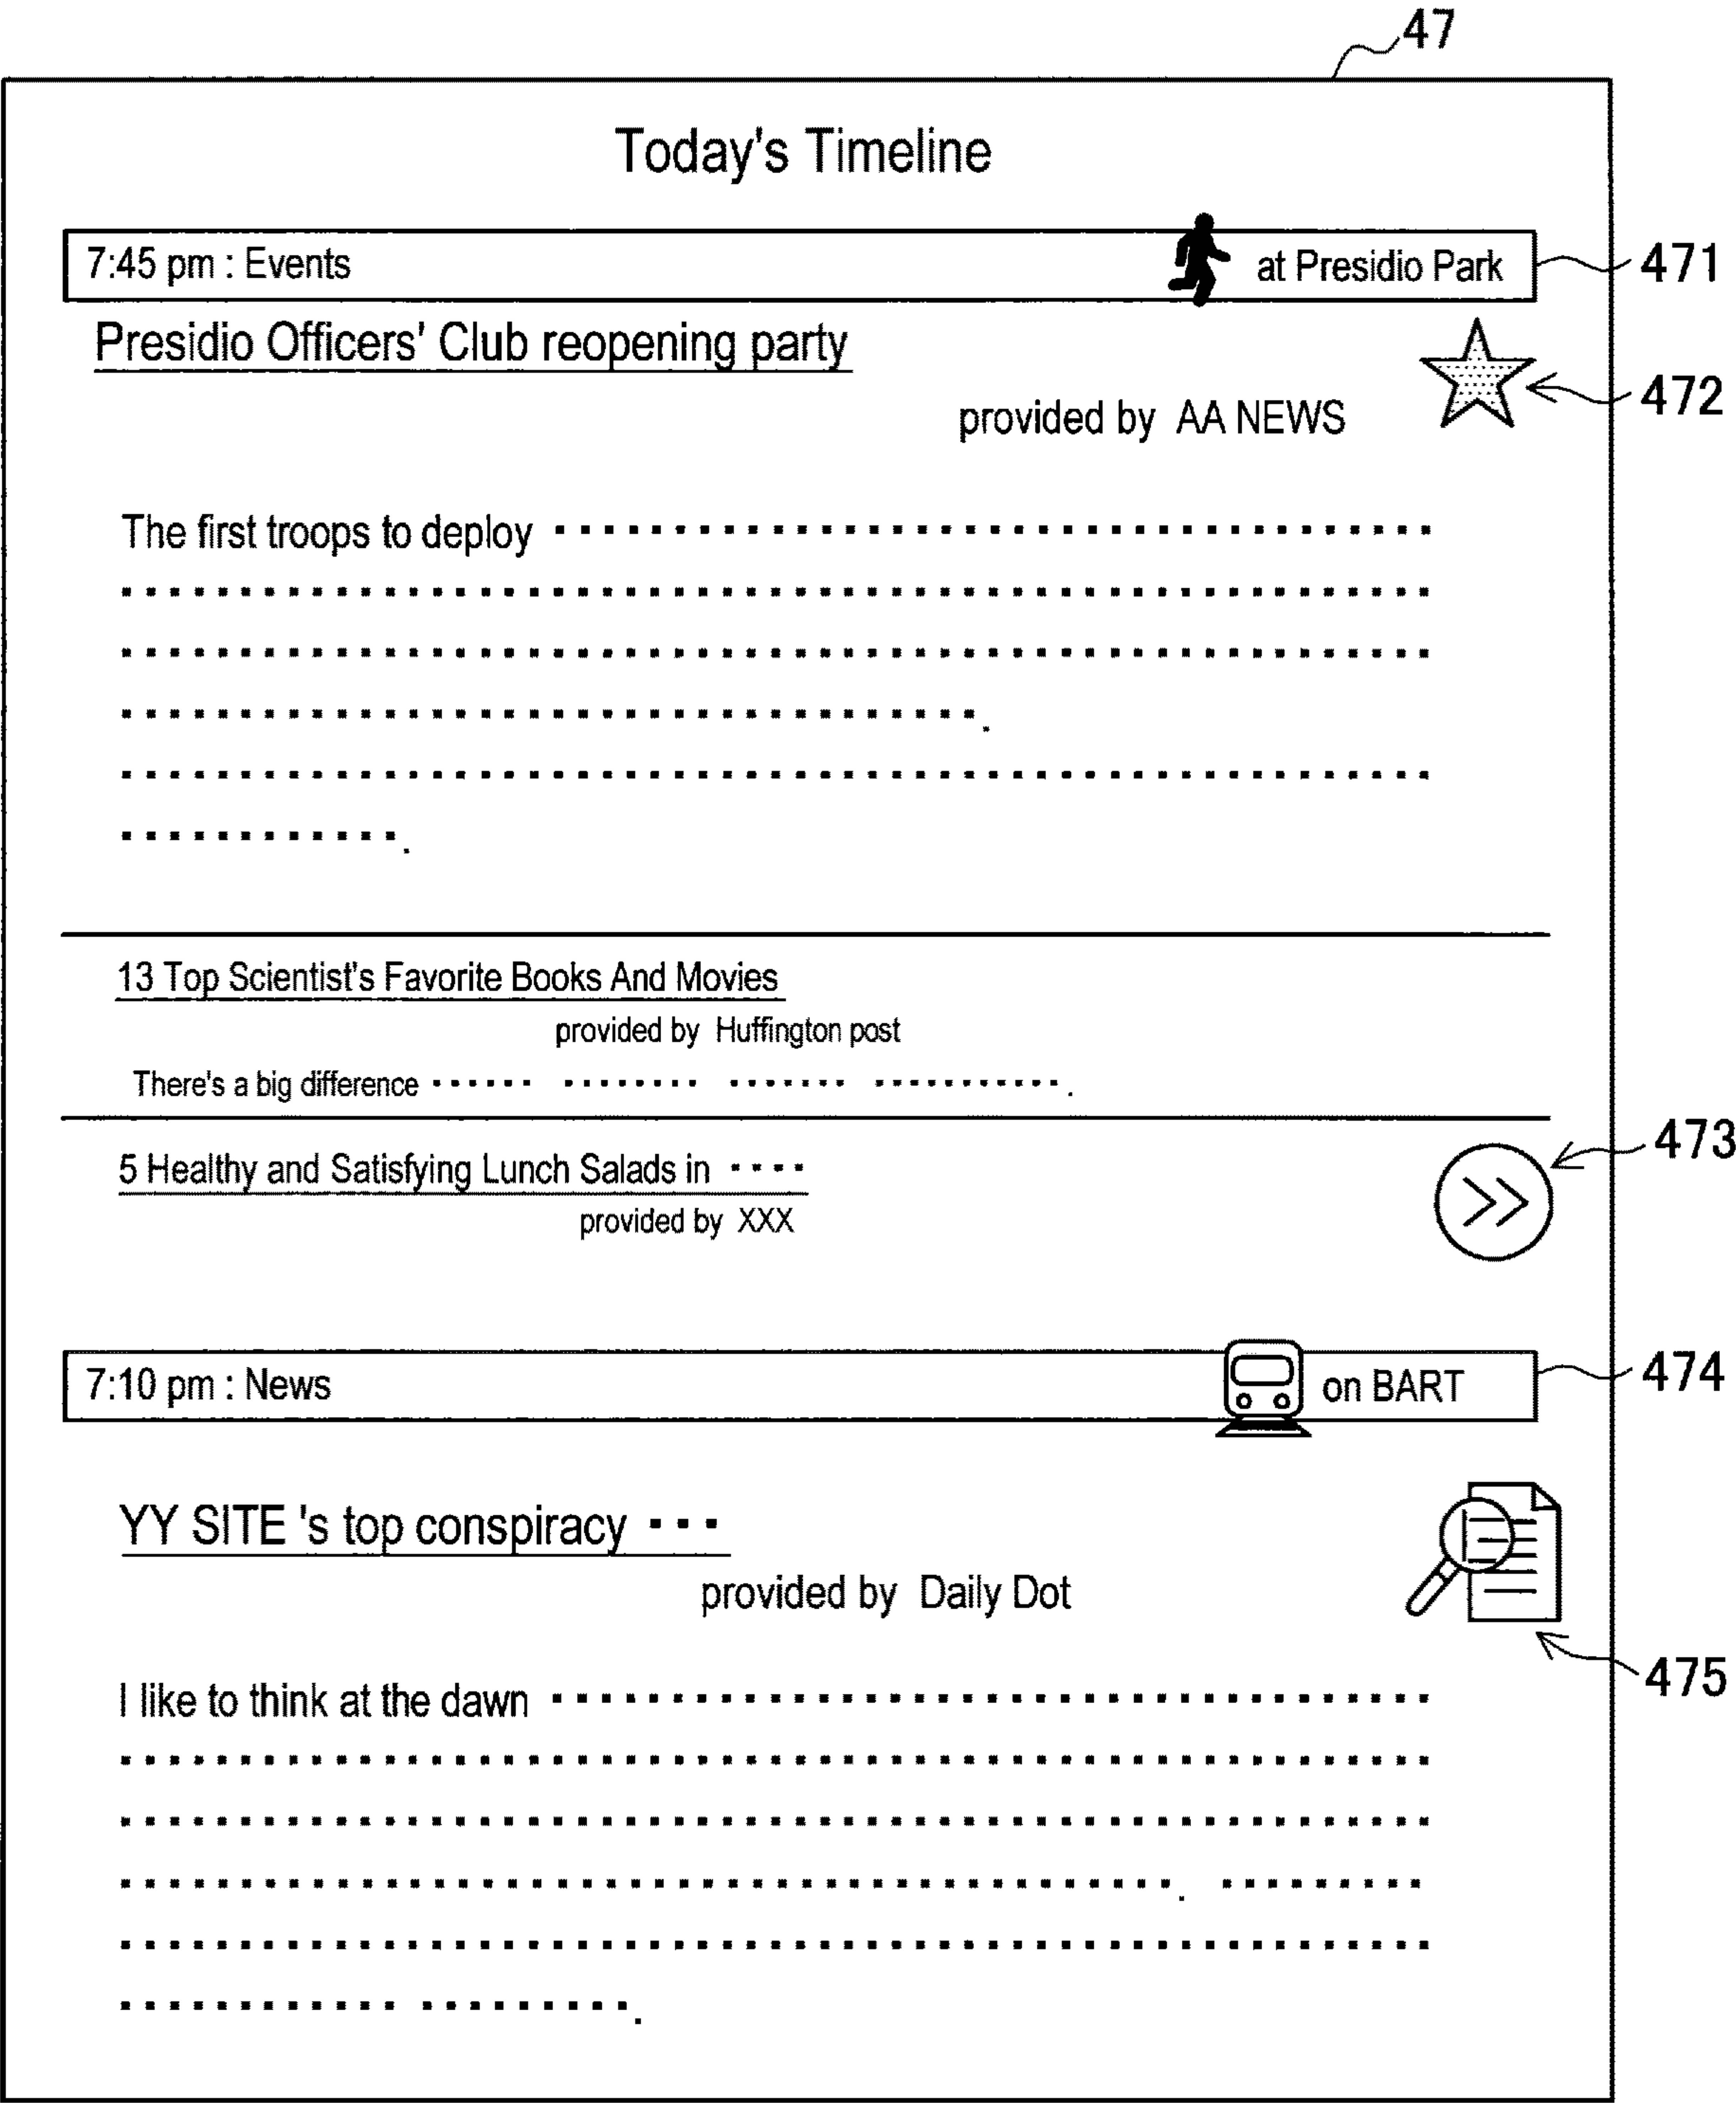 47
Today's Timeline
7:45 pm : Events at Presidio Park 471
Presidio Officers' Club reopening party
472
provided by AA NEWS
The first troops to deploy
13 Top Scientist's Favorite Books And Movies
provided by Huffington post
There's a big difference
473
5 Healthy and Satisfying Lunch Salads in
provided by XXX
7:10 pm : News on BART 474
YY SITE 's top conspiracy
provided by Daily Dot
475
I like to think at the dawn